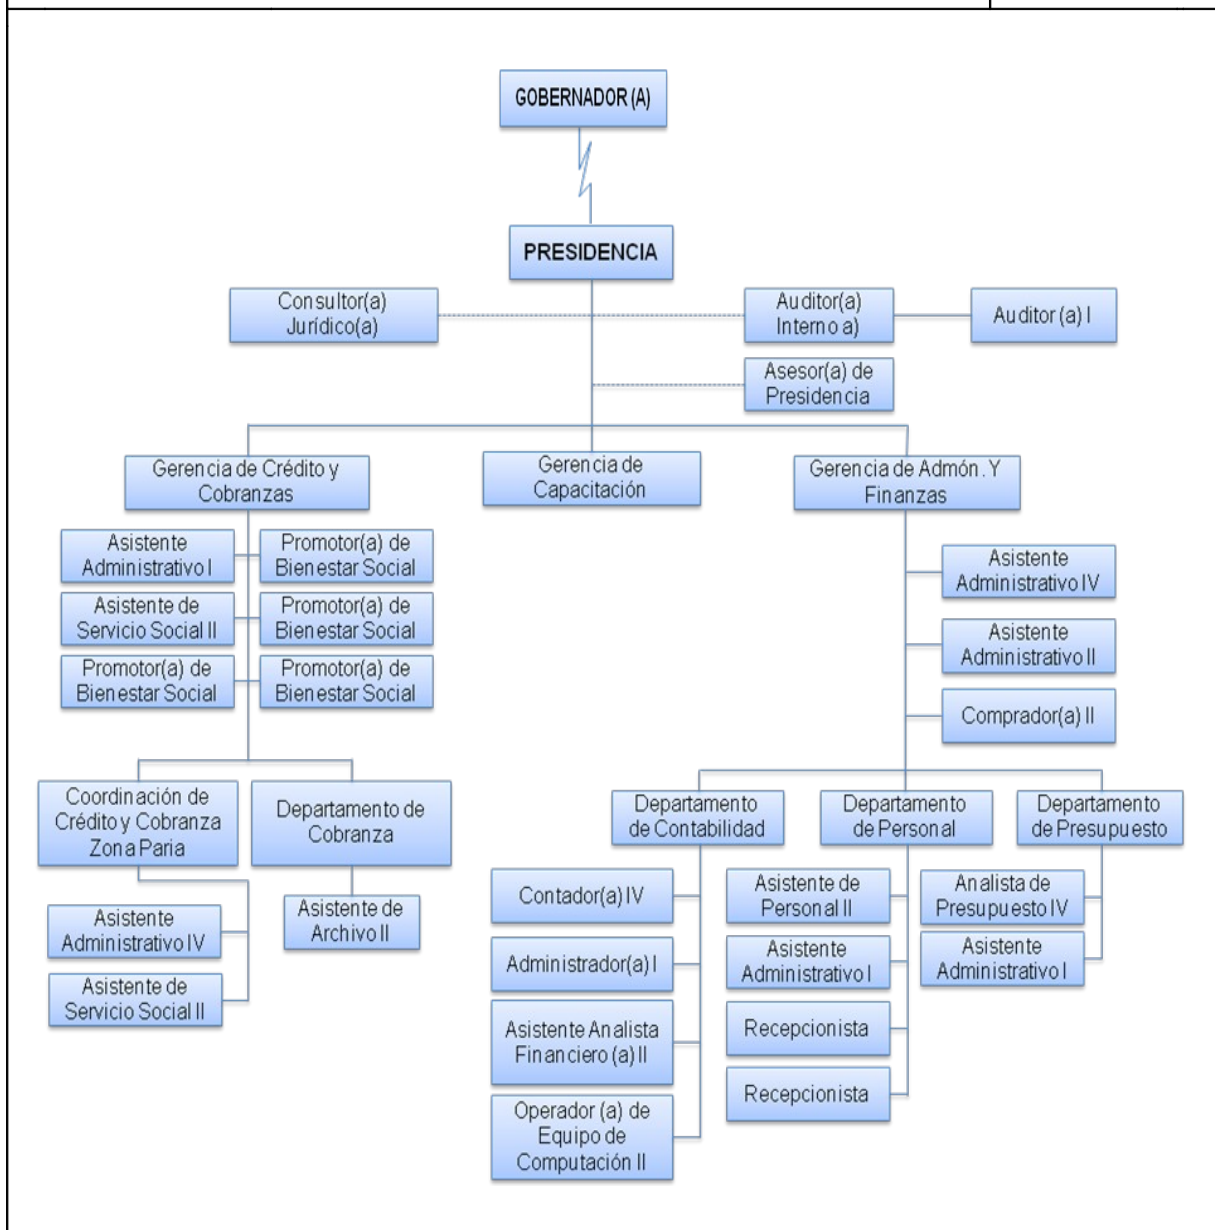 GOBERNADOR (A)
PRESIDENCIA
Consultor(a)
Jurídico(a)
Auditor(a)
Interno a)
Auditor (a) I
Asesor(a) de
Presidencia
Gerencia de Crédito y
Cobranzas
Gerencia de
Capacitación
Gerencia de Admón. Y
Finanzas
Asistente
Administrativo I
Promotor(a) de
Bienestar Social
Asistente de
Servicio Social II
Promotor(a) de
Bienestar Social
Promotor(a) de
Bienestar Social
Promotor(a) de
Bienestar Social
Asistente
Administrativo IV
Asistente
Administrativo II
Comprador(a) II
Coordinación de
Crédito y Cobranza
Zona Paria
Departamento de
Cobranza
Asistente
Administrativo IV
Asistente de
Servicio Social II
Asistente de
Archivo II
Departamento
de Contabilidad
Departamento
de Personal
Departamento
de Presupuesto
Contador(a) IV
Administrador(a) I
Asistente Analista
Financiero (a) II
Operador (a) de
Equipo de
Computación II
Asistente de
Personal II
Asistente
Administrativo I
Recepcionista
Recepcionista
Analista de
Presupuesto IV
Asistente
Administrativo I